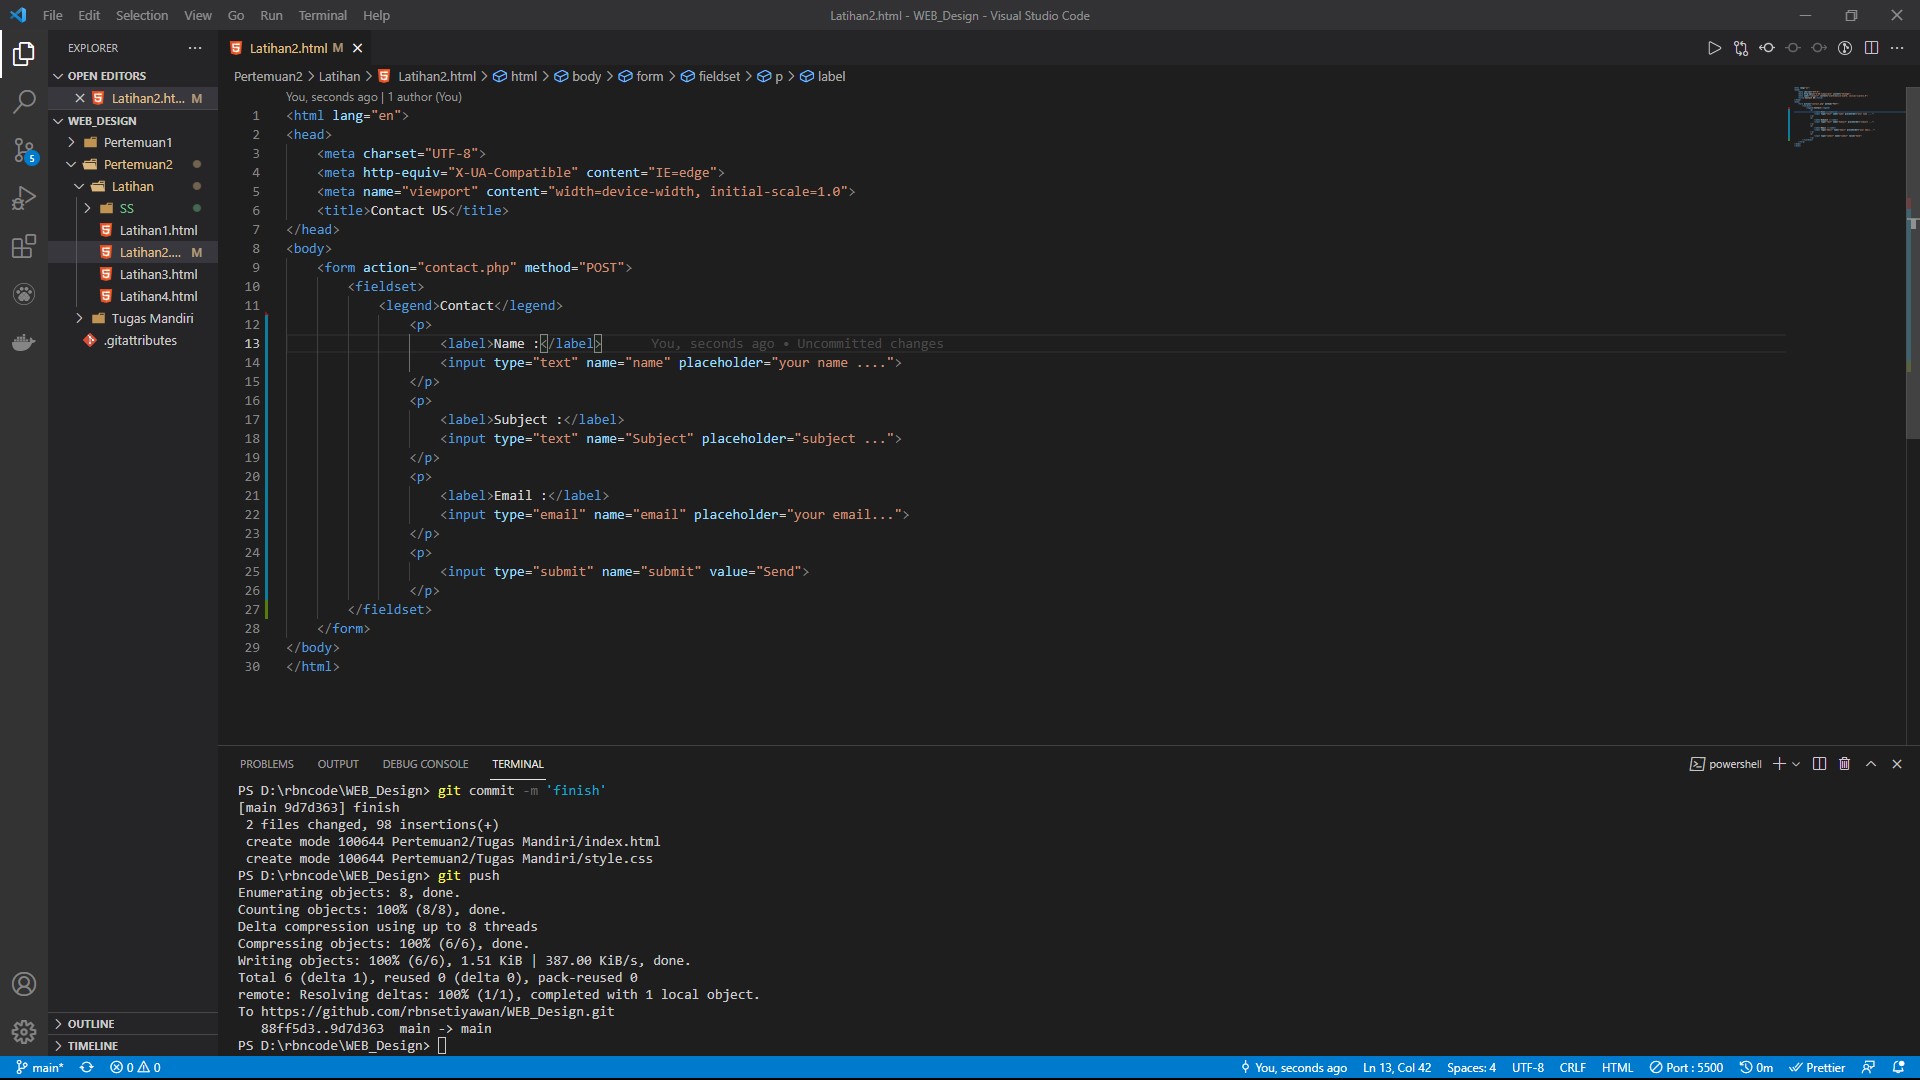 File Edit Selection View Go Run Terminal Help
Latihan2.html - WEB_Design - Visual Studio Code
EXPLORER
OPEN EDITORS
Latihan2.ht... M
WEB_DESIGN
Pertemuan1
Pertemuan2
Latihan
SS
Latihan1.html
Latihan2.... M
Latihan3.html
Latihan4.html
Tugas Mandiri
.gitattributes
OUTLINE
TIMELINE
5
Latihan2.html M
Pertemuan2 > Latihan > Latihan2.html > html > body > form > fieldset > p > label
You, seconds ago | 1 author (You)
1 <html lang="en">
2 <head>
3     <meta charset="UTF-8">
4     <meta http-equiv="X-UA-Compatible" content="IE=edge">
5     <meta name="viewport" content="width=device-width, initial-scale=1.0">
6     <title>Contact US</title>
7 </head>
8 <body>
9     <form action="contact.php" method="POST">
10         <fieldset>
11             <legend>Contact</legend>
12                 <p>
13                     <label>Name :</label> You, seconds ago • Uncommitted changes
14                     <input type="text" name="name" placeholder="your name ....">
15                 </p>
16                 <p>
17                     <label>Subject :</label>
18                     <input type="text" name="Subject" placeholder="subject ...">
19                 </p>
20                 <p>
21                     <label>Email :</label>
22                     <input type="email" name="email" placeholder="your email...">
23                 </p>
24                 <p>
25                     <input type="submit" name="submit" value="Send">
26                 </p>
27         </fieldset>
28     </form>
29 </body>
30 </html>
PROBLEMS OUTPUT DEBUG CONSOLE TERMINAL
powershell
PS D:\rbncode\WEB_Design> git commit -m 'finish'
[main 9d7d363] finish
 2 files changed, 98 insertions(+)
 create mode 100644 Pertemuan2/Tugas Mandiri/index.html
 create mode 100644 Pertemuan2/Tugas Mandiri/style.css
PS D:\rbncode\WEB_Design> git push
Enumerating objects: 8, done.
Counting objects: 100% (8/8), done.
Delta compression using up to 8 threads
Compressing objects: 100% (6/6), done.
Writing objects: 100% (6/6), 1.51 KiB | 387.00 KiB/s, done.
Total 6 (delta 1), reused 0 (delta 0), pack-reused 0
remote: Resolving deltas: 100% (1/1), completed with 1 local object.
To https://github.com/rbnsetiyawan/WEB_Design.git
   88ff5d3..9d7d363  main -> main
PS D:\rbncode\WEB_Design>
main* 0 0
You, seconds ago Ln 13, Col 42 Spaces: 4 UTF-8 CRLF HTML Port : 5500 0m Prettier